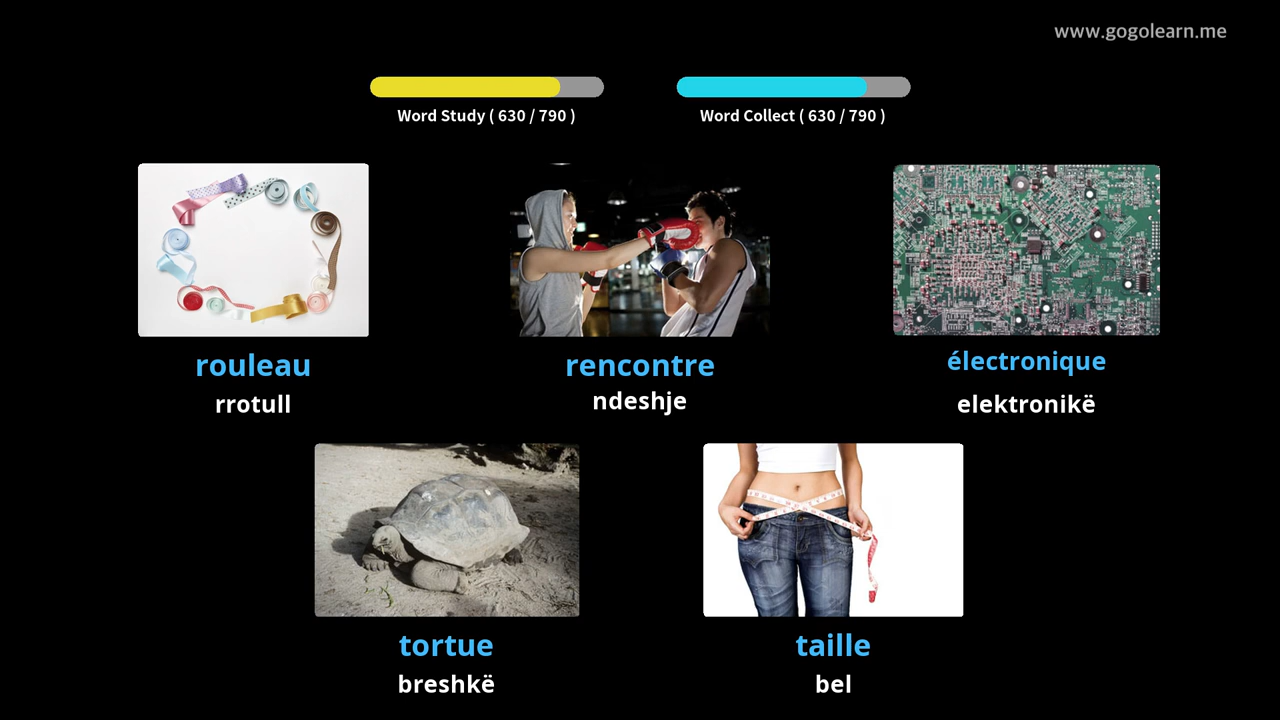 www.gogolearn.me
Word Study ( 630 / 790 )
Word Collect ( 630 / 790 )
rouleau
rrotull
rencontre
ndeshje
électronique
elektronikë
tortue
breshkë
taille
bel